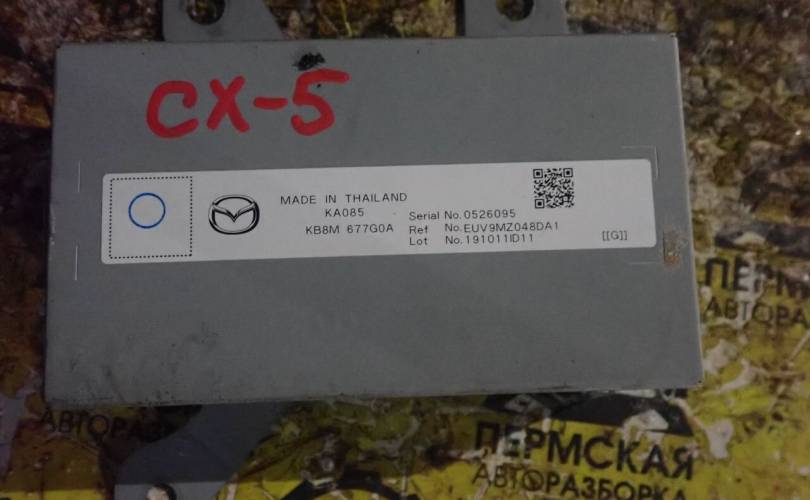 CX-5
MADE IN THAILAND
KA085
KB8M 677G0A
Serial No.0526095
Ref No.EUV9MZ048DA1
Lot No.191011ID11
[[G]]
ПЕРМ
АВТОРА
АВТОРАЗ
ПЕРМСКАЯ
АВТОРАЗБОРКА